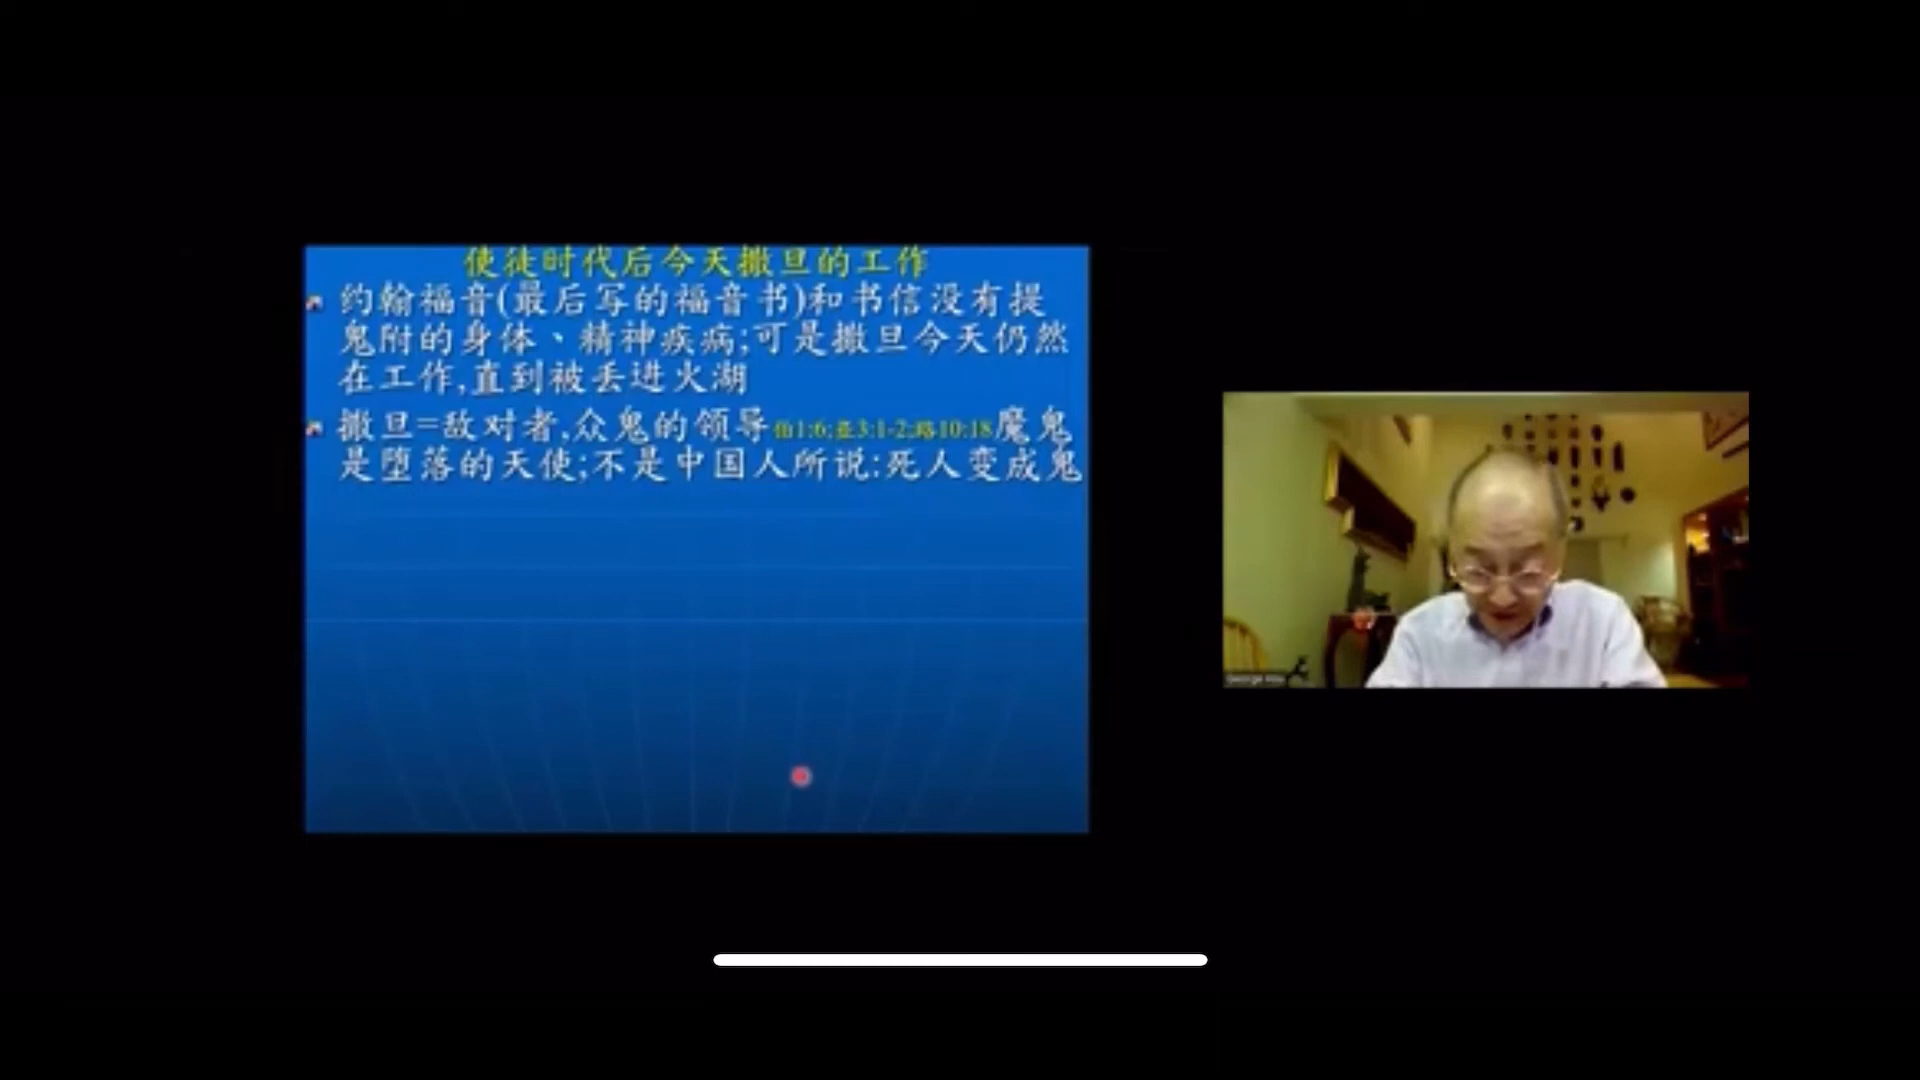 使徒时代后今天撒旦的工作
约翰福音(最后写的福音书)和书信没有提
鬼附的身体、精神疾病;可是撒旦今天仍然
在工作,直到被丢进火湖
撒旦=敌对者,众鬼的领导伯1:6;亚3:1-2;路10:18魔鬼
是堕落的天使;不是中国人所说:死人变成鬼
George